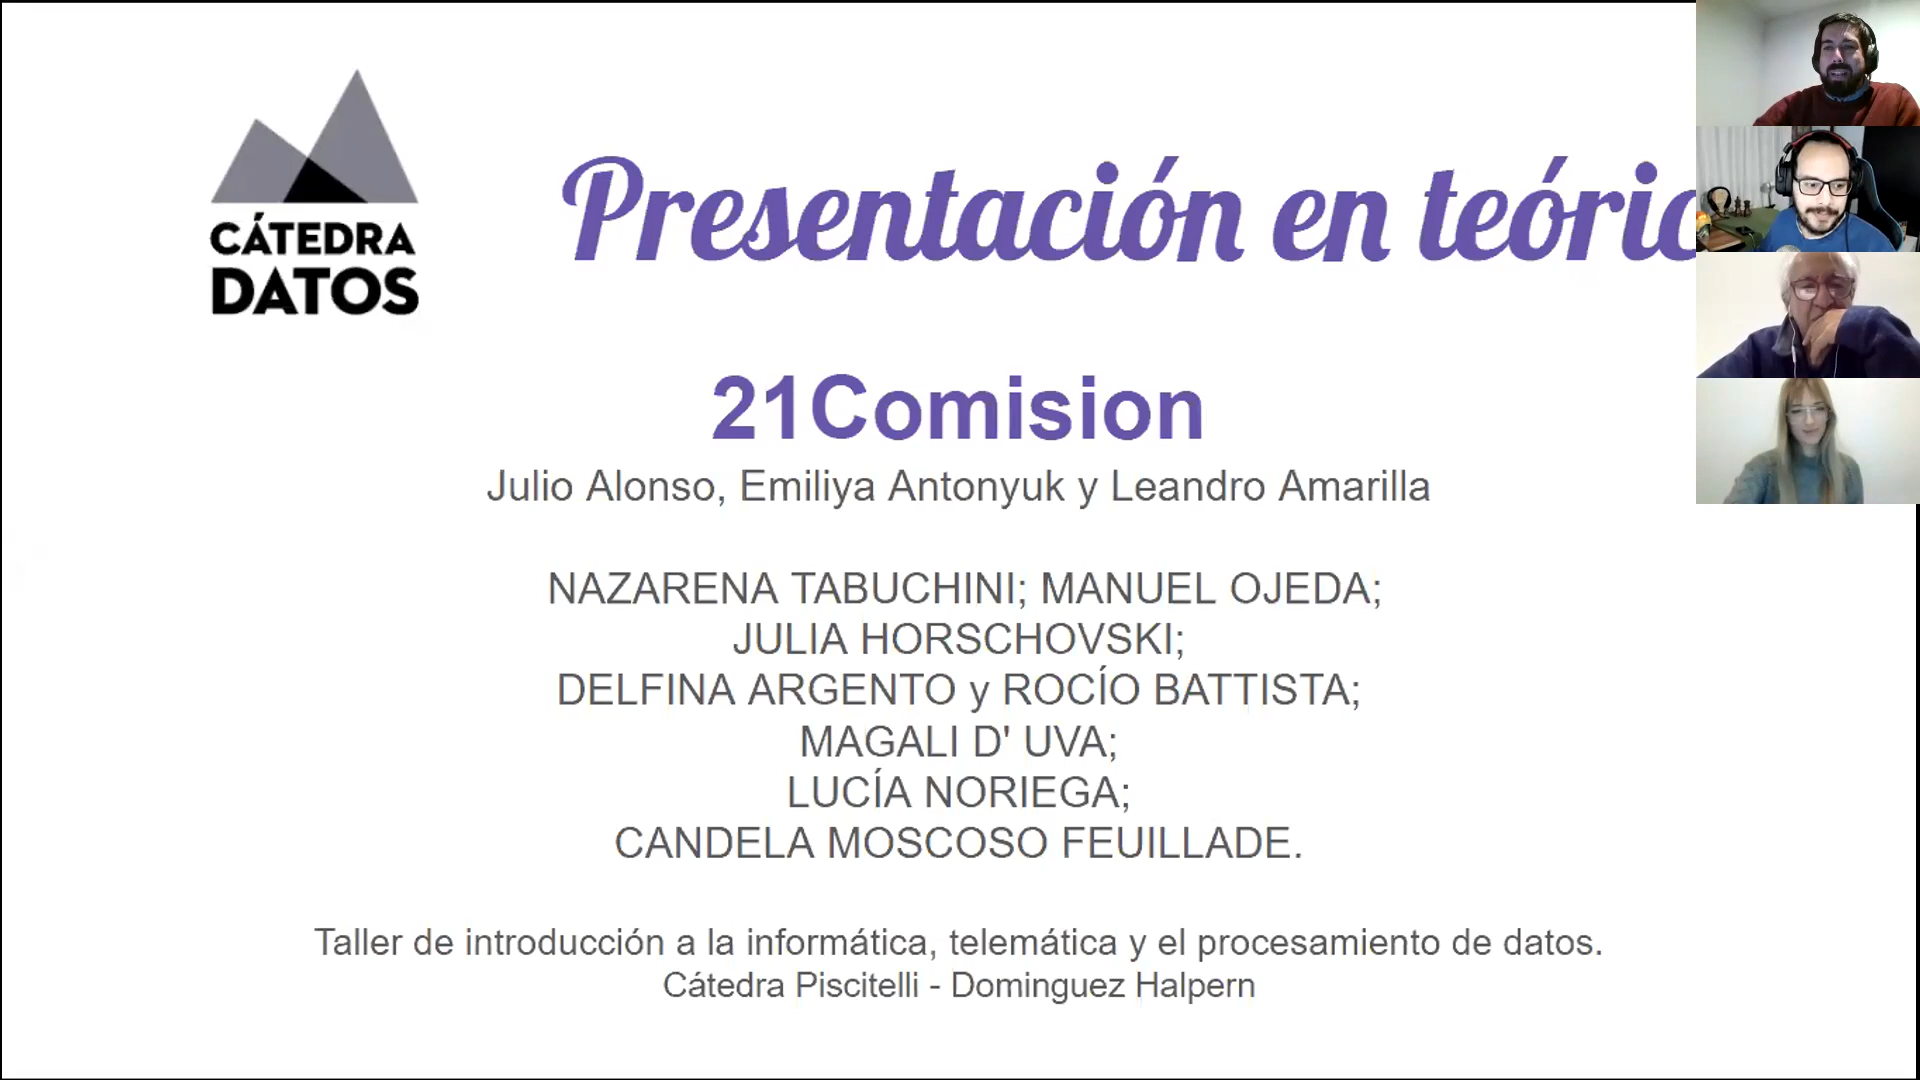 CÁTEDRA
DATOS
Presentación en teóric
21Comision
Julio Alonso, Emiliya Antonyuk y Leandro Amarilla
NAZARENA TABUCHINI; MANUEL OJEDA;
JULIA HORSCHOVSKI;
DELFINA ARGENTO y ROCÍO BATTISTA;
MAGALI D' UVA;
LUCÍA NORIEGA;
CANDELA MOSCOSO FEUILLADE.
Taller de introducción a la informática, telemática y el procesamiento de datos.
Cátedra Piscitelli - Dominguez Halpern